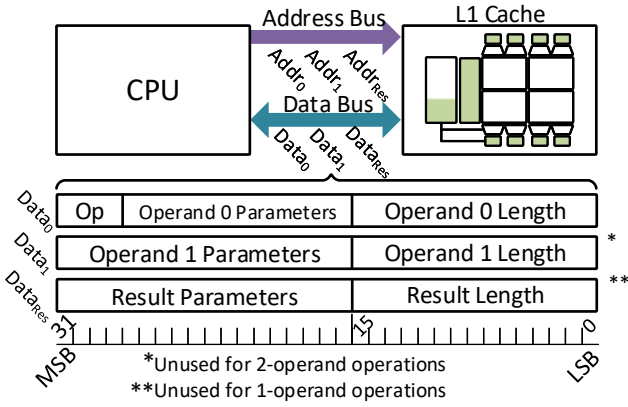 Address Bus
L1 Cache
CPU
Addr0 Addr1 AddrRes
Data Bus
Data0 Data1 DataRes
Data0 Op Operand 0 Parameters Operand 0 Length
Data1 Operand 1 Parameters Operand 1 Length *
DataRes Result Parameters Result Length **
31 15 0
MSB LSB
*Unused for 2-operand operations
**Unused for 1-operand operations